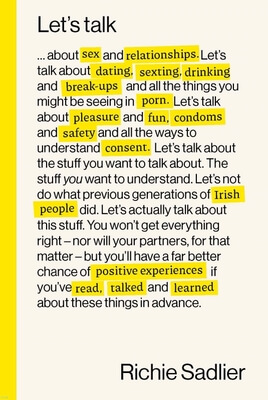 Let's talk
... about sex and relationships. Let's
talk about dating, sexting, drinking
and break-ups and all the things you
might be seeing in porn. Let's talk
about pleasure and fun, condoms
and safety and all the ways to
understand consent. Let's talk about
the stuff you want to talk about. The
stuff you want to understand. Let's not
do what previous generations of Irish
people did. Let's actually talk about
this stuff. You won't get everything
right – nor will your partners, for that
matter – but you'll have a far better
chance of positive experiences if
you've read, talked and learned
about these things in advance.
Richie Sadlier